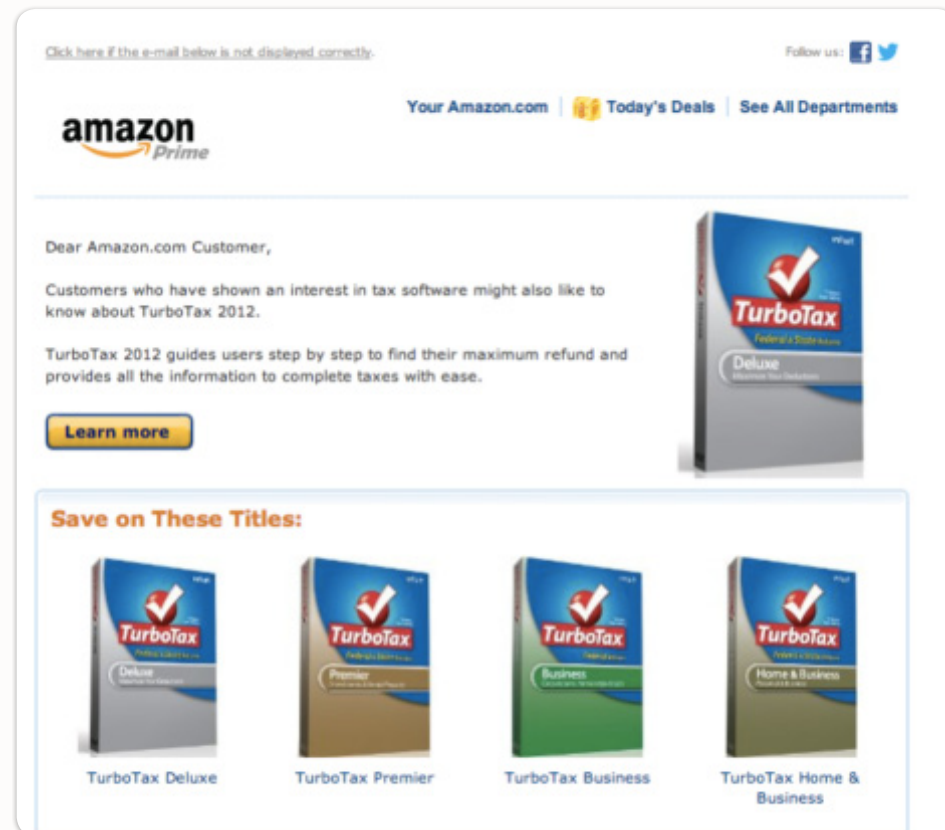 Click here if the e-mail below is not displayed correctly.
Follow us:
amazon
Prime
Your Amazon.com
Today's Deals
See All Departments
Dear Amazon.com Customer,
Customers who have shown an interest in tax software might also like to
know about TurboTax 2012.
TurboTax 2012 guides users step by step to find their maximum refund and
provides all the information to complete taxes with ease.
Learn more
TurboTax
Federal & State
Deluxe
Save on These Titles:
TurboTax
Deluxe
TurboTax
Premier
TurboTax
Business
TurboTax
Home & Business
TurboTax Deluxe
TurboTax Premier
TurboTax Business
TurboTax Home &
Business